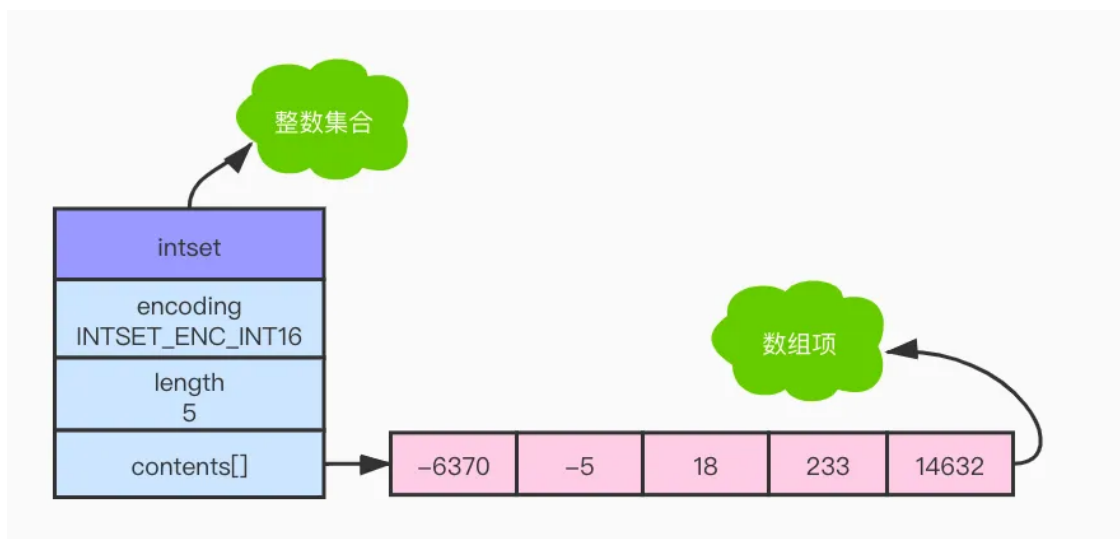 整数集合
intset
encoding
INTSET_ENC_INT16
length
5
contents[]
数组项
-6370
-5
18
233
14632